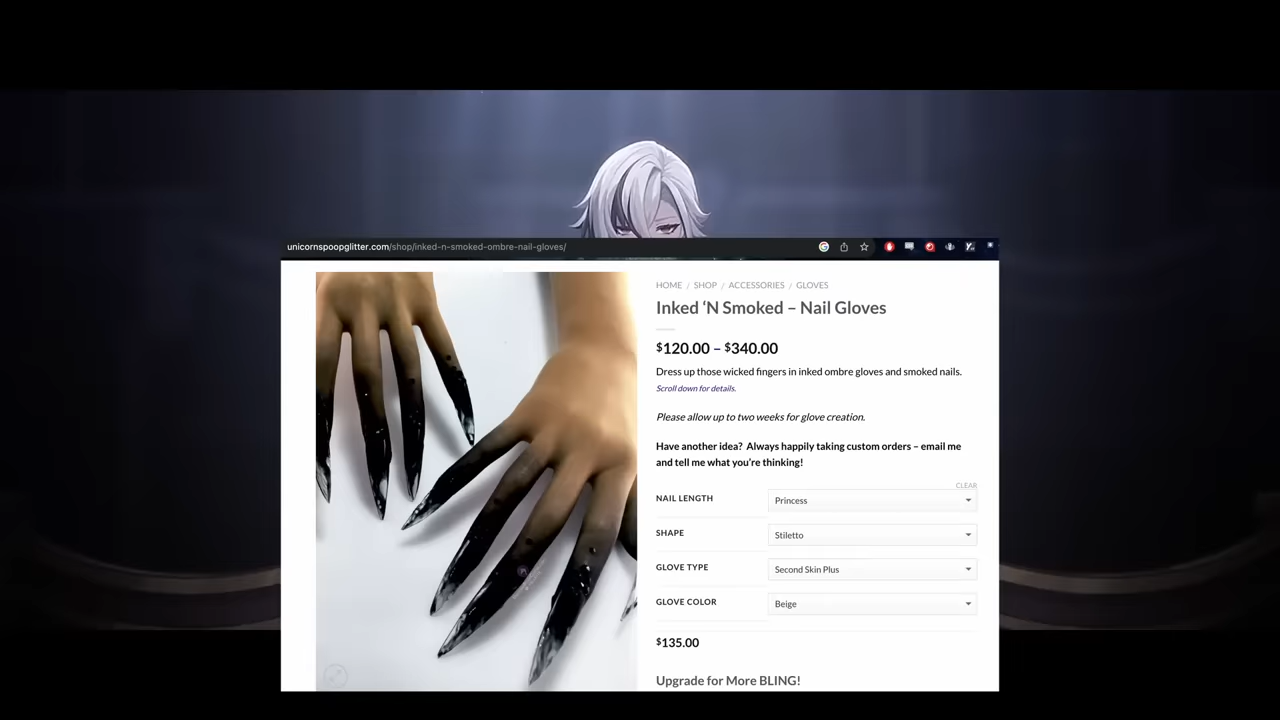 unicornspoopglitter.com/shop/inked-n-smoked-ombre-nail-gloves/
HOME / SHOP / ACCESSORIES / GLOVES
Inked ‘N Smoked – Nail Gloves
$120.00 – $340.00
Dress up those wicked fingers in inked ombre gloves and smoked nails.
Scroll down for details.
Please allow up to two weeks for glove creation.
Have another idea? Always happily taking custom orders – email me
and tell me what you're thinking!
CLEAR
NAIL LENGTH Princess
SHAPE Stiletto
GLOVE TYPE Second Skin Plus
GLOVE COLOR Beige
$135.00
Upgrade for More BLING!